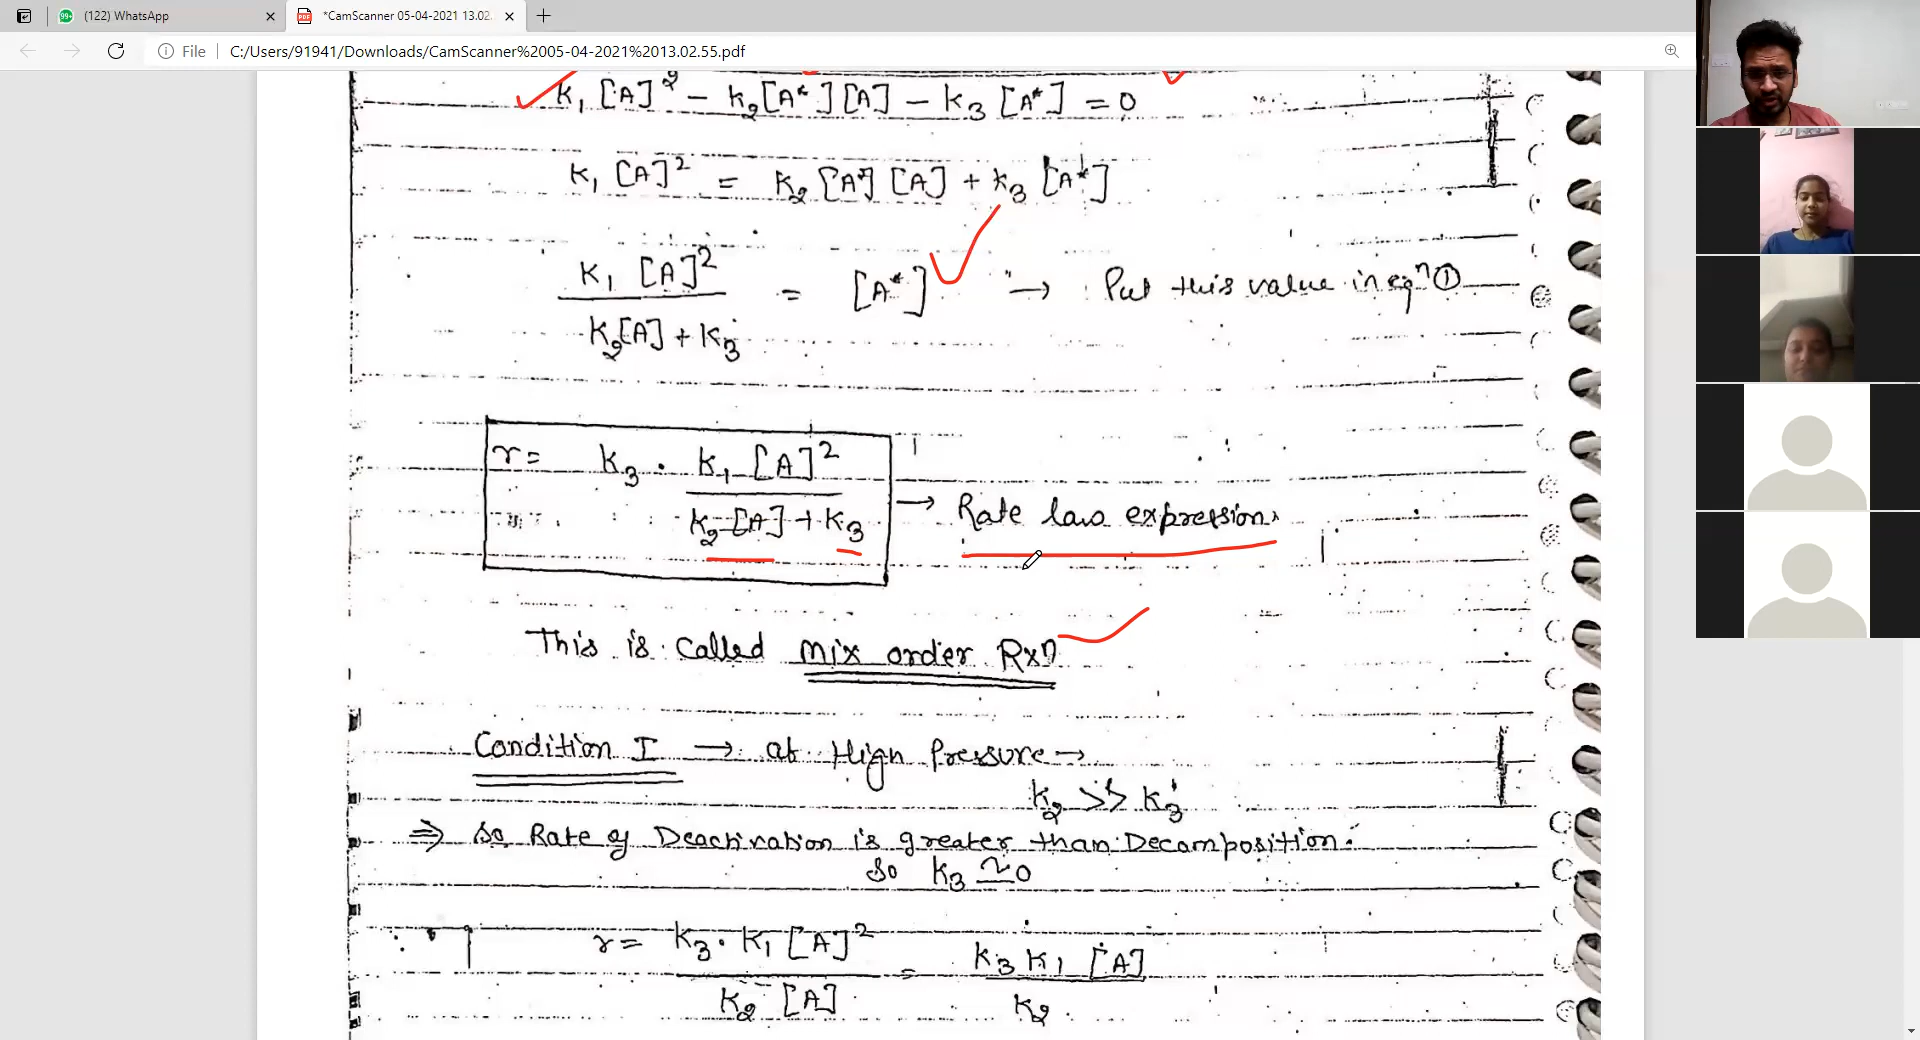 (122) WhatsApp
*CamScanner 05-04-2021 13.02
File C:/Users/91941/Downloads/CamScanner%2005-04-2021%2013.02.55.pdf
K₁ [A]² − K₂[A*][A] − K₃ [A*] = 0
K₁ [A]² = K₂ [A*] [A] + K₃ [A*]
K₁ [A]² / K₂[A] + K₃ = [A*] → Put this value in eqⁿ ①
r = K₃ · K₁ [A]² / K₂ [A] + K₃ → Rate law expression
This is called Mix order Rxn
Condition I → at High Pressure →
K₂ >> K₃
⇒ So Rate of Deactivation is greater than Decomposition.
So K₃ ≃ 0
r = K₃ · K₁ [A]² / K₂ [A] = K₃ K₁ [A] / K₂